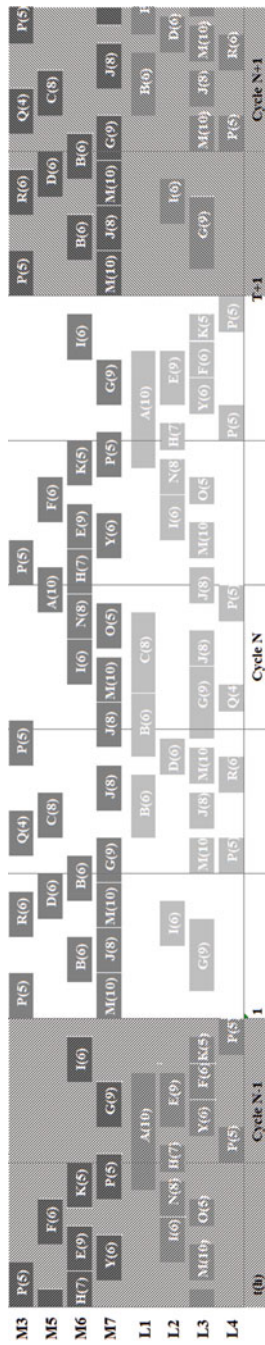 M3 P(5) P(5) R(6) Q(4) P(5) P(5) P(5) R(6) Q(4) P(5)
M5 F(6) D(6) C(8) A(10) F(6) D(6) C(8)
M6 H(7) E(9) K(5) I(6) B(6) B(6) I(6) N(8) H(7) E(9) K(5) I(6) B(6) B(6)
M7 Y(6) P(5) G(9) M(10) J(8) M(10) G(9) J(8) J(8) M(10) O(5) Y(6) P(5) G(9) M(10) J(8) M(10) G(9) J(8)
L1 A(10) B(6) B(6) C(8) A(10) B(6)
L2 I(6) N(8) H(7) E(9) I(6) D(6) I(6) N(8 H(7 E(9) I(6) D(6)
L3 M(10) O(5) Y(6) F(6) K(5) G(9) M(10 J(8) M(10 G(9) J(8) J(8) M(10 O(5 Y(6) F(6) K(5 G(9) M(10) J(8) M(10)
L4 P(5) P(5) P(5) R(6) Q(4 P(5) P(5) P(5) P(5) R(6)
t(h) Cycle N-1 1 Cycle N T+1 Cycle N+1